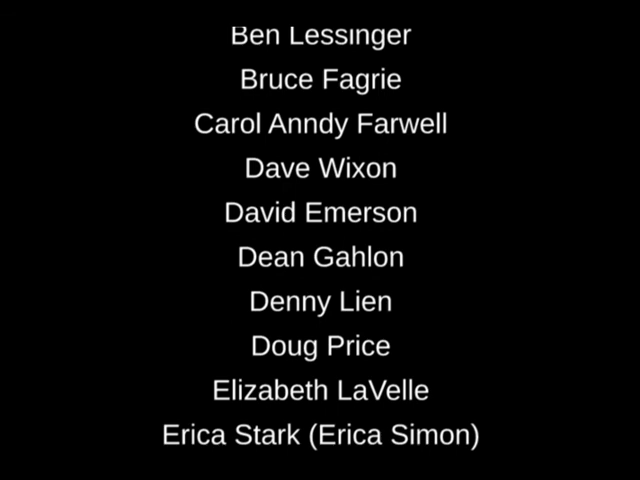 Ben Lessinger
Bruce Fagrie
Carol Anndy Farwell
Dave Wixon
David Emerson
Dean Gahlon
Denny Lien
Doug Price
Elizabeth LaVelle
Erica Stark (Erica Simon)